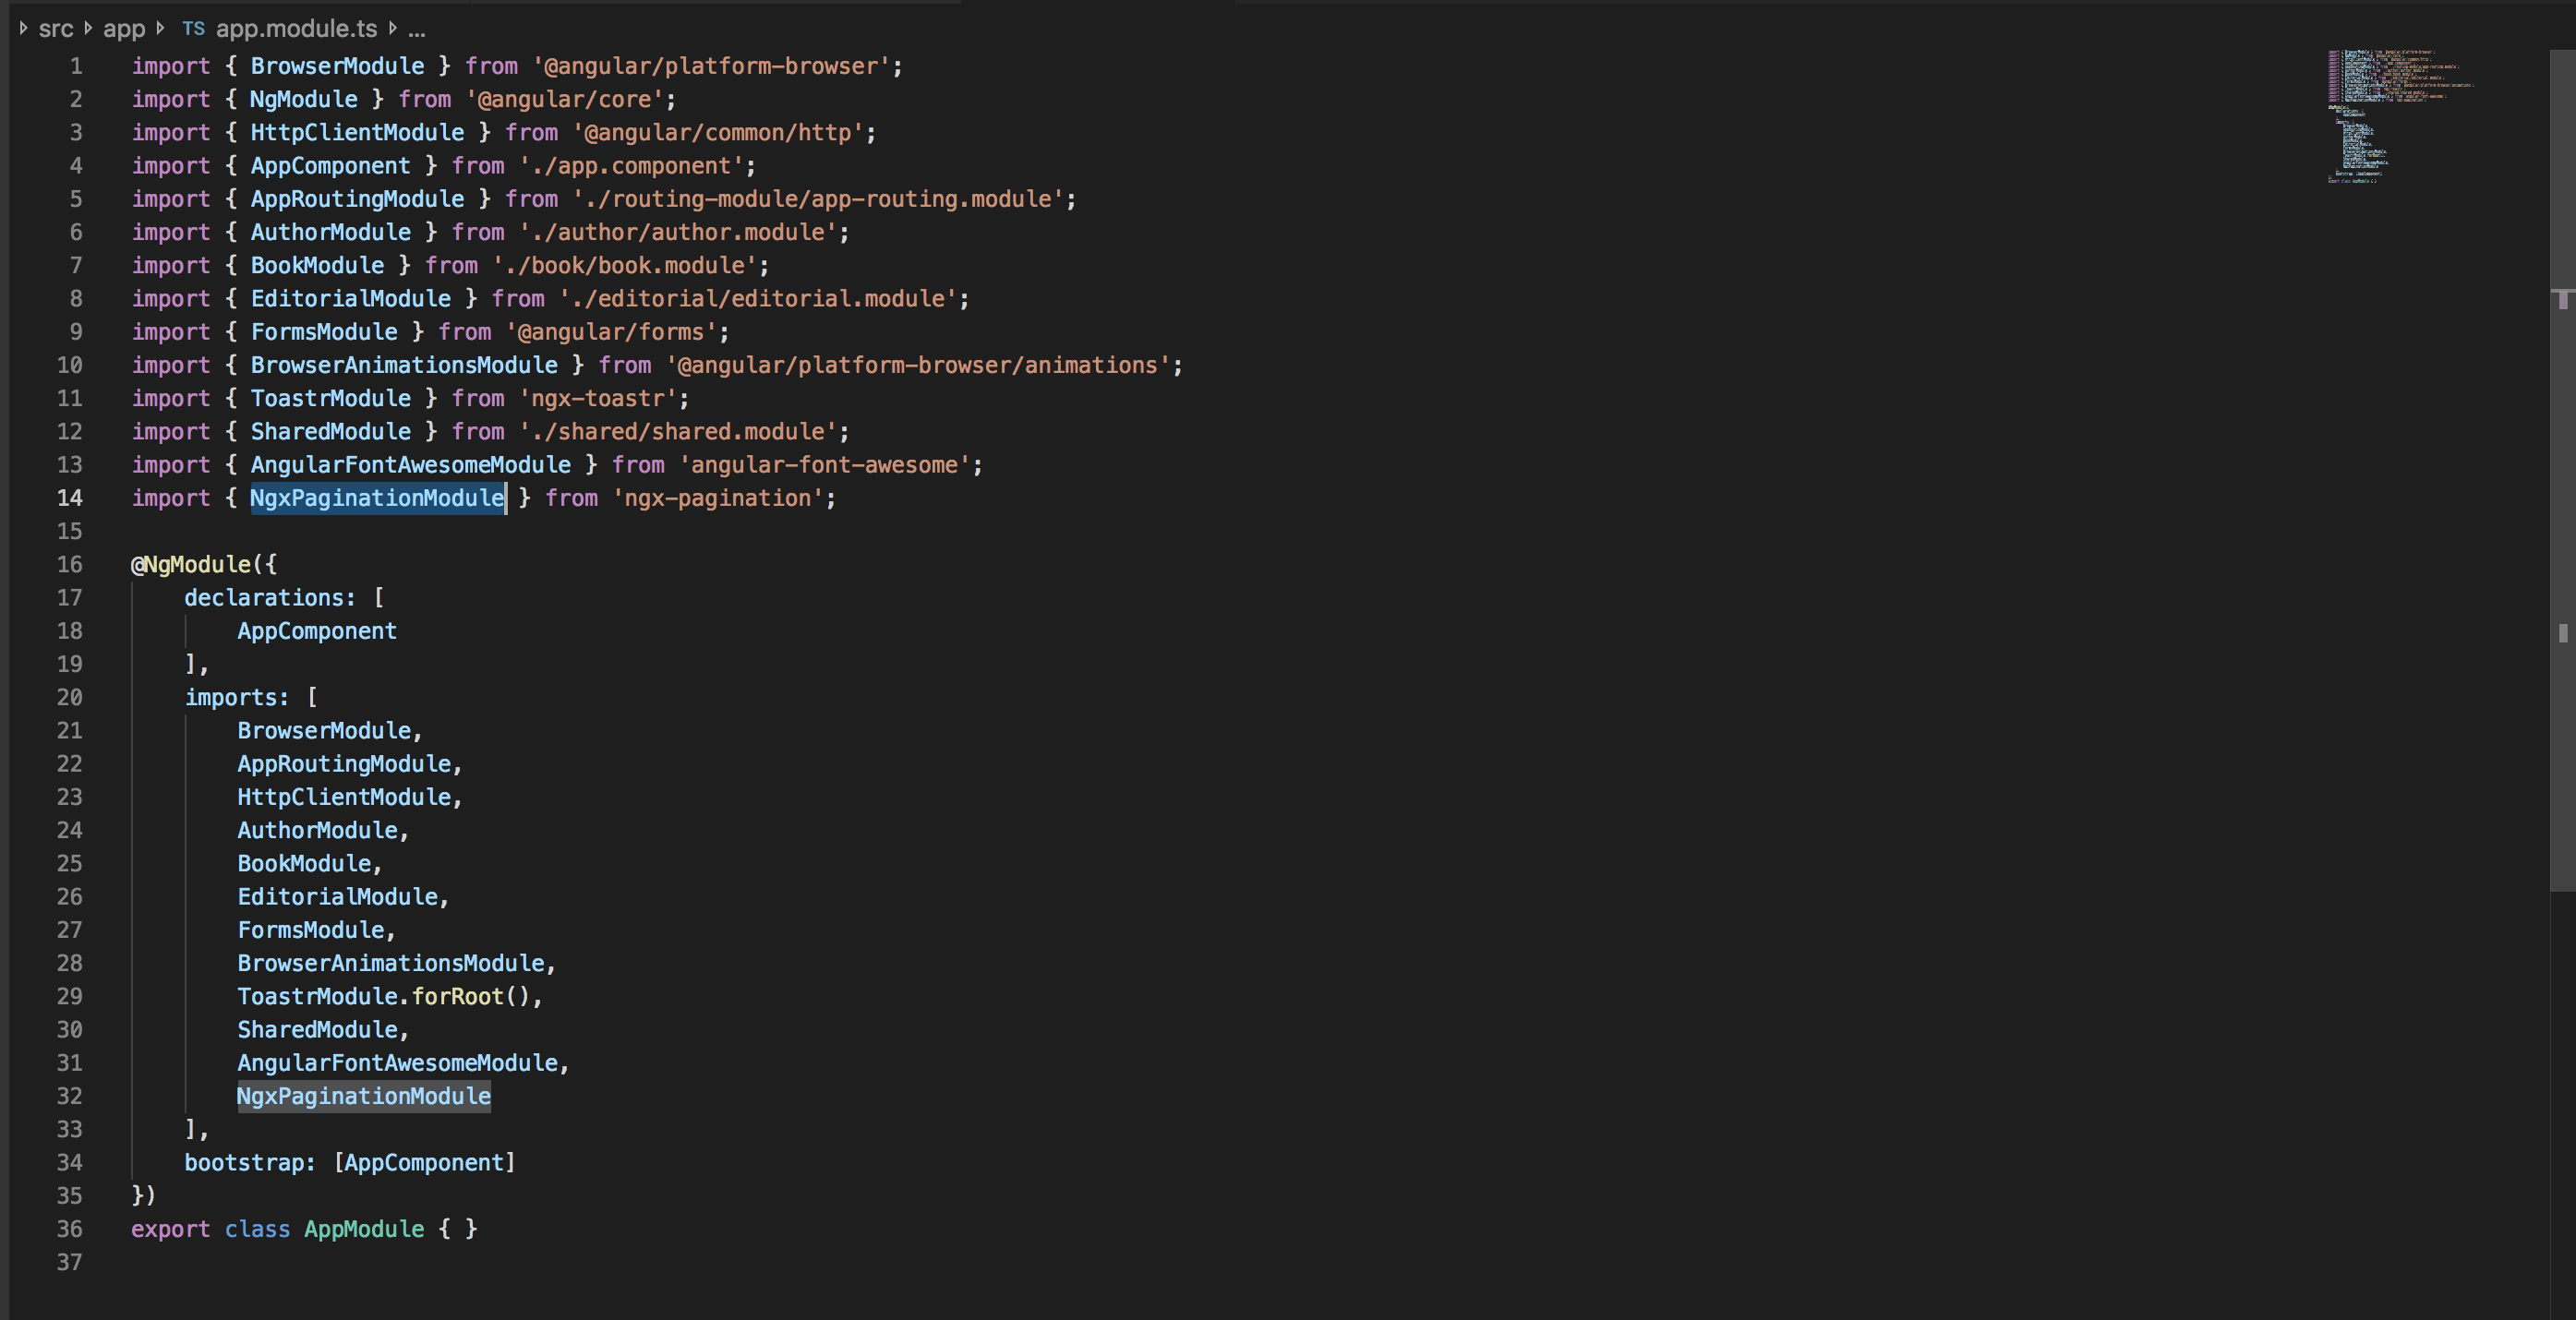 src app TS app.module.ts ...
1 import { BrowserModule } from '@angular/platform-browser';
2 import { NgModule } from '@angular/core';
3 import { HttpClientModule } from '@angular/common/http';
4 import { AppComponent } from './app.component';
5 import { AppRoutingModule } from './routing-module/app-routing.module';
6 import { AuthorModule } from './author/author.module';
7 import { BookModule } from './book/book.module';
8 import { EditorialModule } from './editorial/editorial.module';
9 import { FormsModule } from '@angular/forms';
10 import { BrowserAnimationsModule } from '@angular/platform-browser/animations';
11 import { ToastrModule } from 'ngx-toastr';
12 import { SharedModule } from './shared/shared.module';
13 import { AngularFontAwesomeModule } from 'angular-font-awesome';
14 import { NgxPaginationModule } from 'ngx-pagination';
15
16 @NgModule({
17     declarations: [
18         AppComponent
19     ],
20     imports: [
21         BrowserModule,
22         AppRoutingModule,
23         HttpClientModule,
24         AuthorModule,
25         BookModule,
26         EditorialModule,
27         FormsModule,
28         BrowserAnimationsModule,
29         ToastrModule.forRoot(),
30         SharedModule,
31         AngularFontAwesomeModule,
32         NgxPaginationModule
33     ],
34     bootstrap: [AppComponent]
35 })
36 export class AppModule { }
37